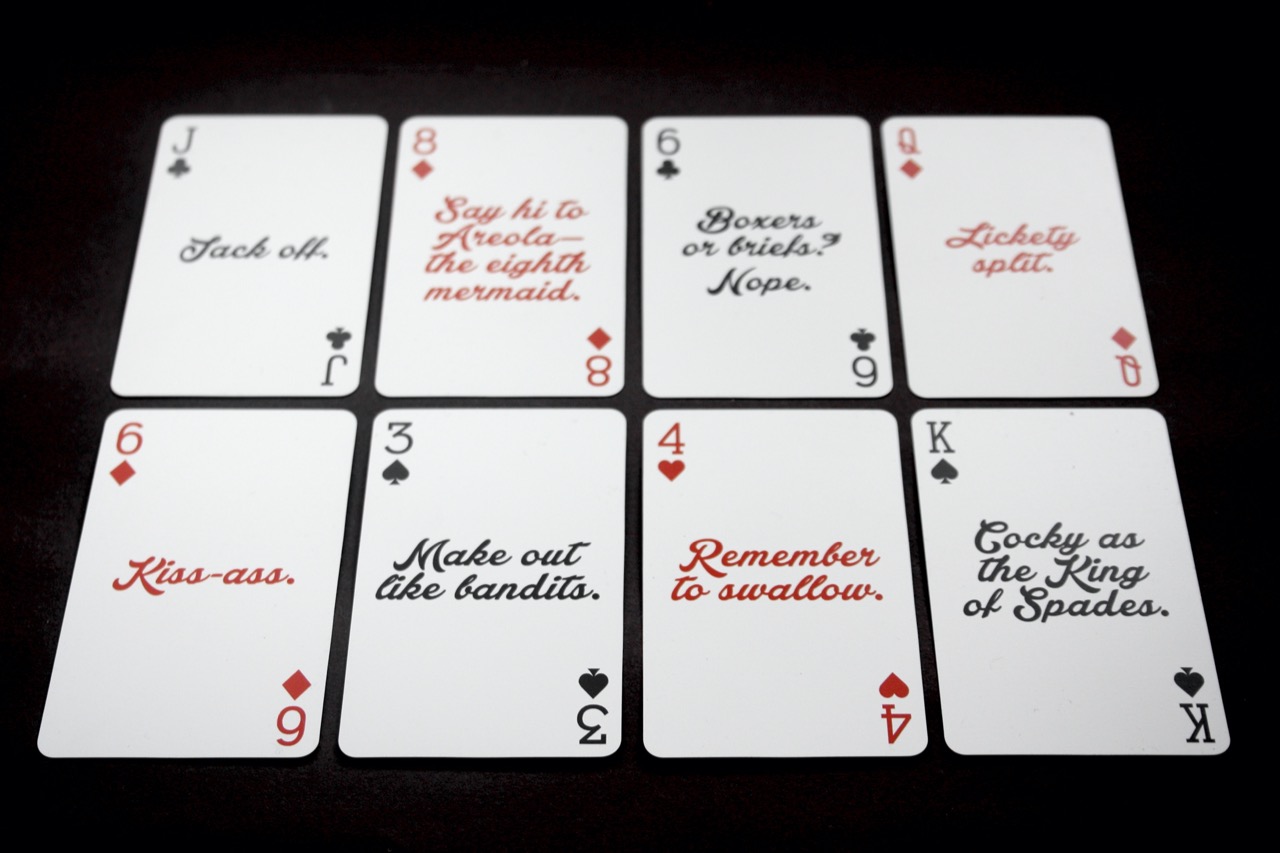 J
Jack off.
J
8
Say hi to
Areola—
the eighth
mermaid.
8
6
Boxers
or briefs?
Nope.
6
Q
Lickety
split.
Q
6
Kiss-ass.
6
3
Make out
like bandits.
3
4
Remember
to swallow.
4
K
Cocky as
the King
of Spades.
K